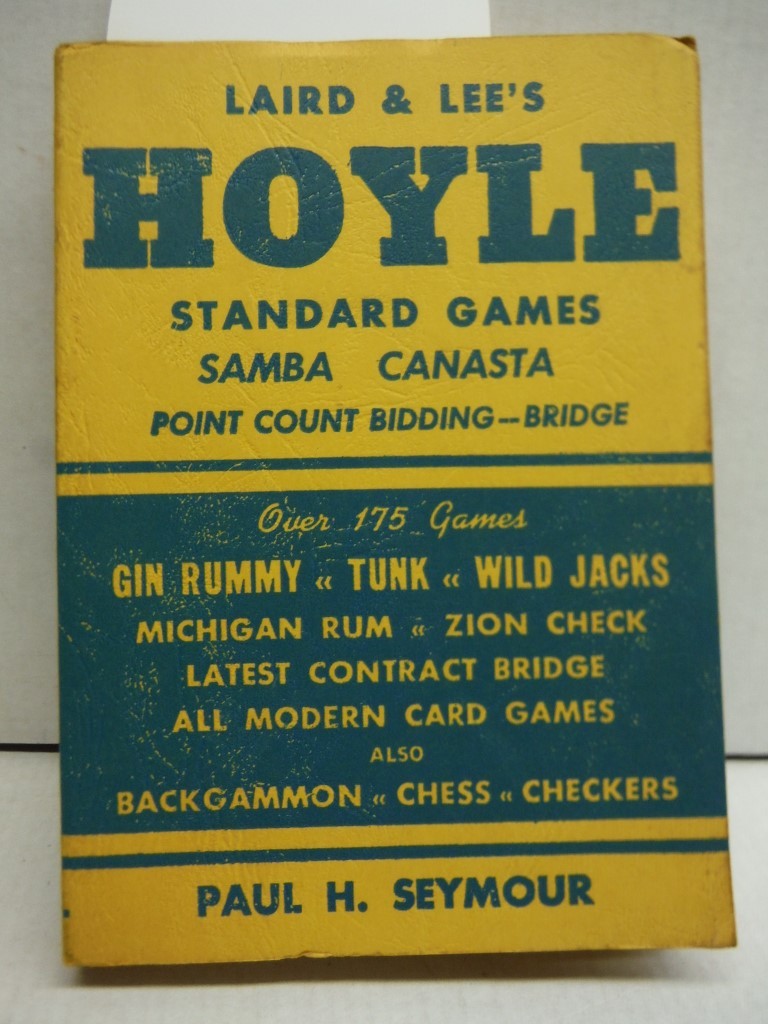 LAIRD & LEE'S
HOYLE
STANDARD GAMES
SAMBA CANASTA
POINT COUNT BIDDING--BRIDGE
Over 175 Games
GIN RUMMY « TUNK « WILD JACKS
MICHIGAN RUM « ZION CHECK
LATEST CONTRACT BRIDGE
ALL MODERN CARD GAMES
ALSO
BACKGAMMON « CHESS « CHECKERS
PAUL H. SEYMOUR